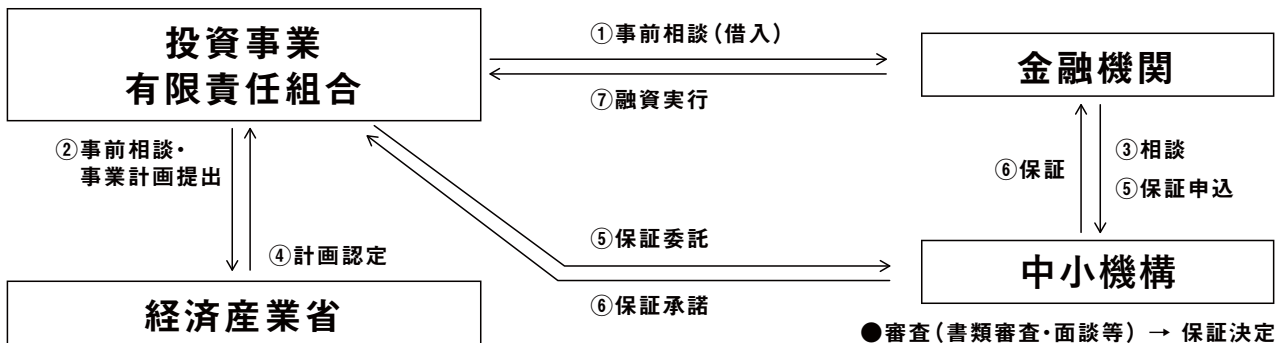 投資事業
有限責任組合
①事前相談（借入）
⑦融資実行
金融機関
②事前相談・
事業計画提出
④計画認定
③相談
⑤保証申込
⑥保証
⑤保証委託
⑥保証承諾
経済産業省
中小機構
●審査（書類審査・面談等） → 保証決定